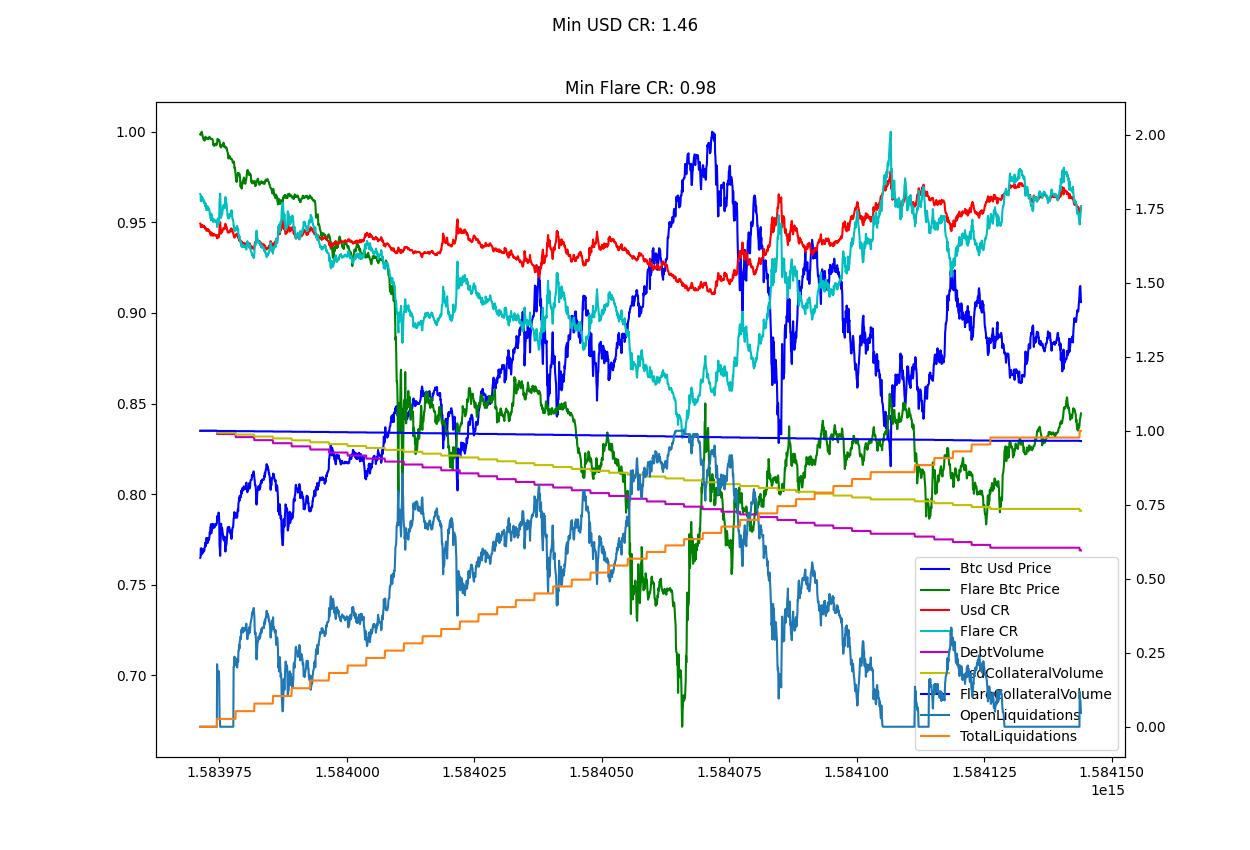 Min USD CR: 1.46
Min Flare CR: 0.98
1.00
0.95
0.90
0.85
0.80
0.75
0.70
2.00
1.75
1.50
1.25
1.00
0.75
0.50
0.25
0.00
Btc Usd Price
Flare Btc Price
Usd CR
Flare CR
DebtVolume
UsdCollateralVolume
FlareCollateralVolume
OpenLiquidations
TotalLiquidations
1.583975
1.584000
1.584025
1.584050
1.584075
1.584100
1.584125
1.584150
1e15